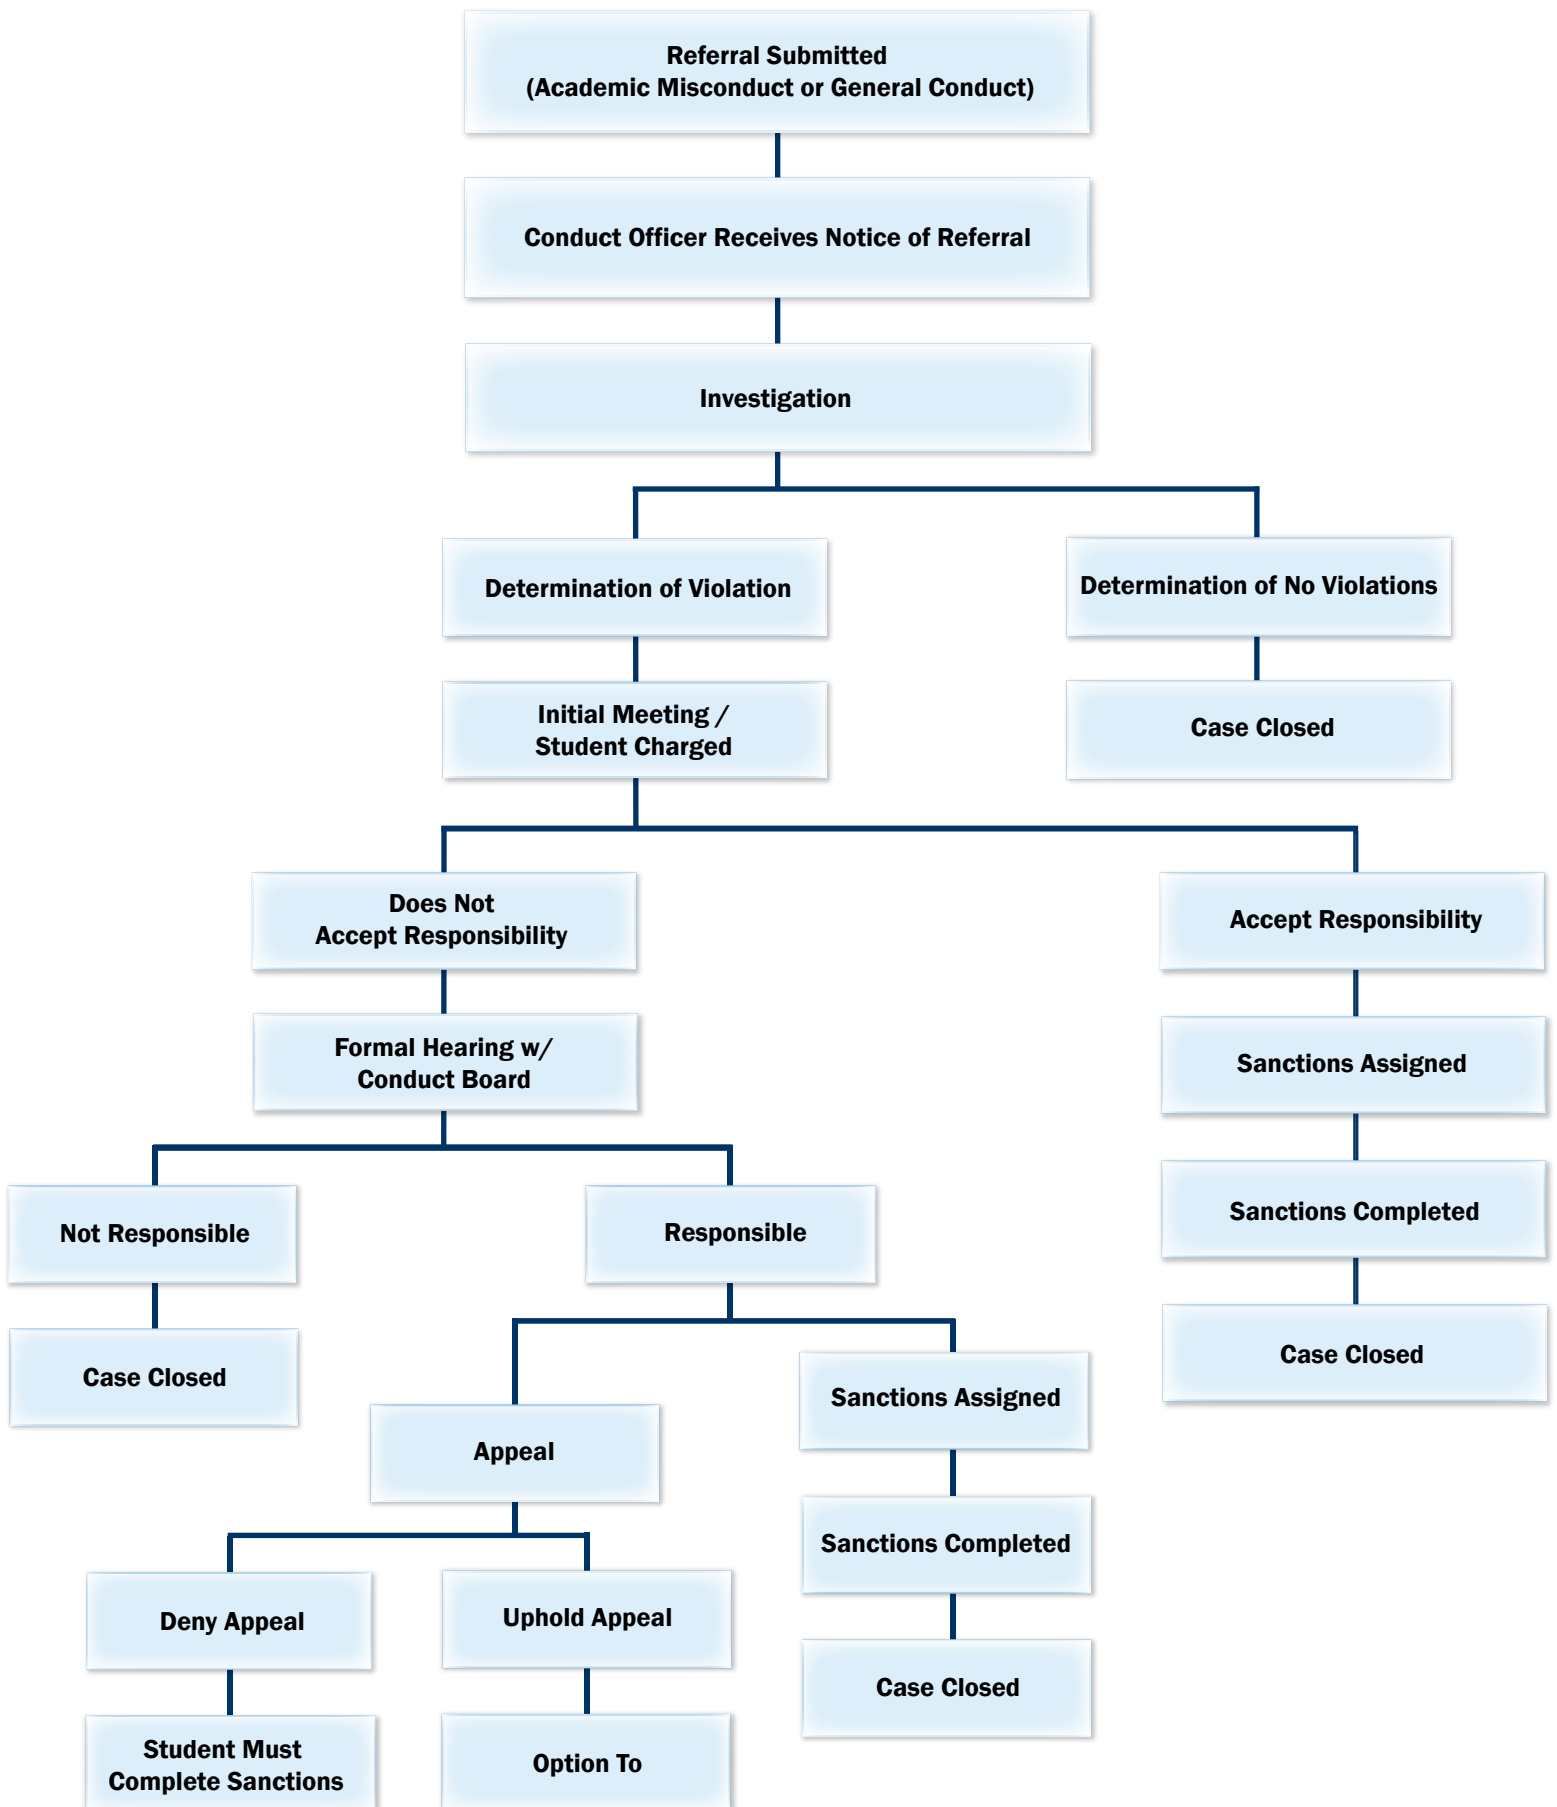 Referral Submitted
(Academic Misconduct or General Conduct)
Conduct Officer Receives Notice of Referral
Investigation
Determination of Violation
Determination of No Violations
Initial Meeting /
Student Charged
Case Closed
Does Not
Accept Responsibility
Accept Responsibility
Formal Hearing w/
Conduct Board
Sanctions Assigned
Not Responsible
Responsible
Sanctions Completed
Case Closed
Case Closed
Sanctions Assigned
Appeal
Sanctions Completed
Deny Appeal
Uphold Appeal
Case Closed
Student Must
Complete Sanctions
Option To